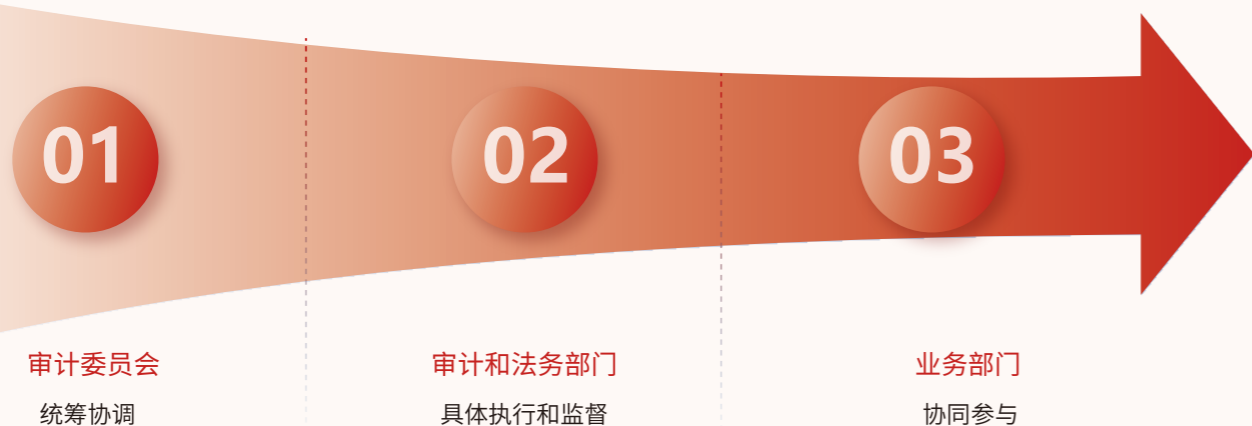 01
02
03
审计委员会
审计和法务部门
业务部门
统筹协调
具体执行和监督
协同参与